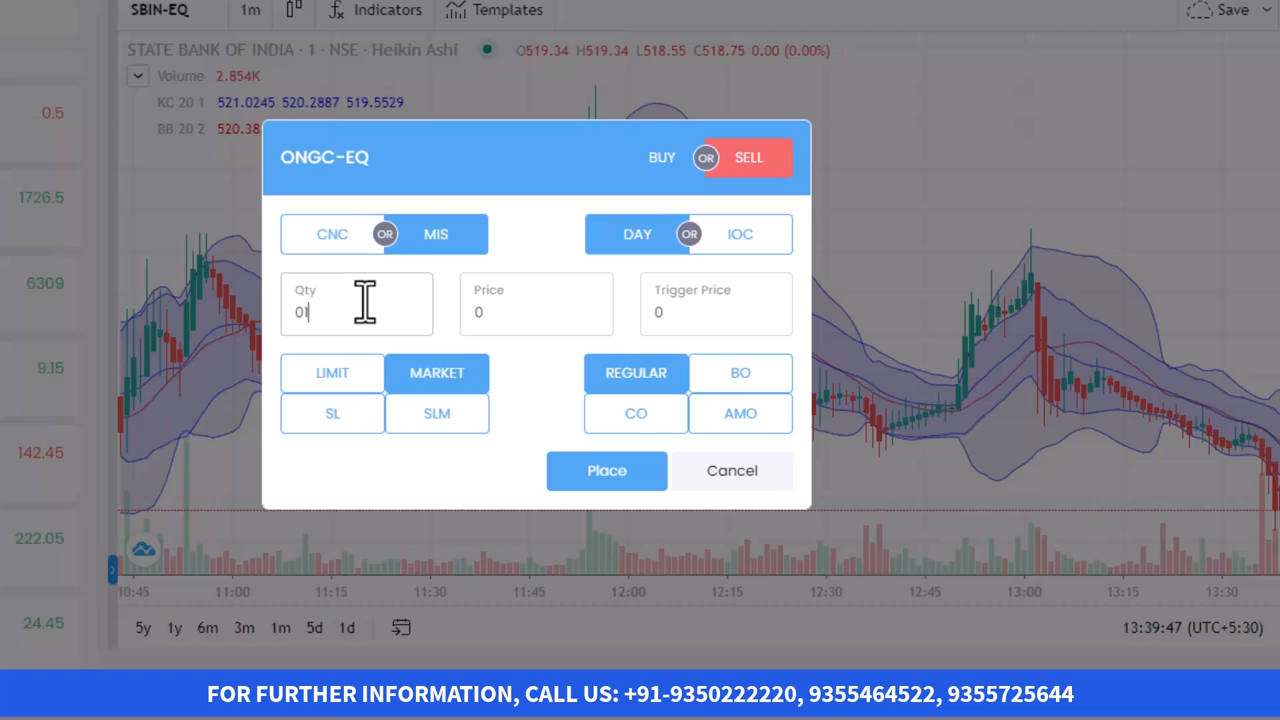 SBIN-EQ 1m Indicators Templates Save
STATE BANK OF INDIA · 1 · NSE · Heikin Ashi O519.34 H519.34 L518.55 C518.75 0.00 (0.00%)
Volume 2.854K
KC 20 1 521.0245 520.2887 519.5529
BB 20 2 520.38
0.5
1726.5
6309
9.15
142.45
222.05
24.45
ONGC-EQ BUY OR SELL
CNC OR MIS DAY OR IOC
Qty Price Trigger Price
01 0 0
LIMIT MARKET REGULAR BO
SL SLM CO AMO
Place Cancel
10:45 11:00 11:15 11:30 11:45 12:00 12:15 12:30 12:45 13:00 13:15 13:30
5y 1y 6m 3m 1m 5d 1d 13:39:47 (UTC+5:30)
FOR FURTHER INFORMATION, CALL US: +91-9350222220, 9355464522, 9355725644